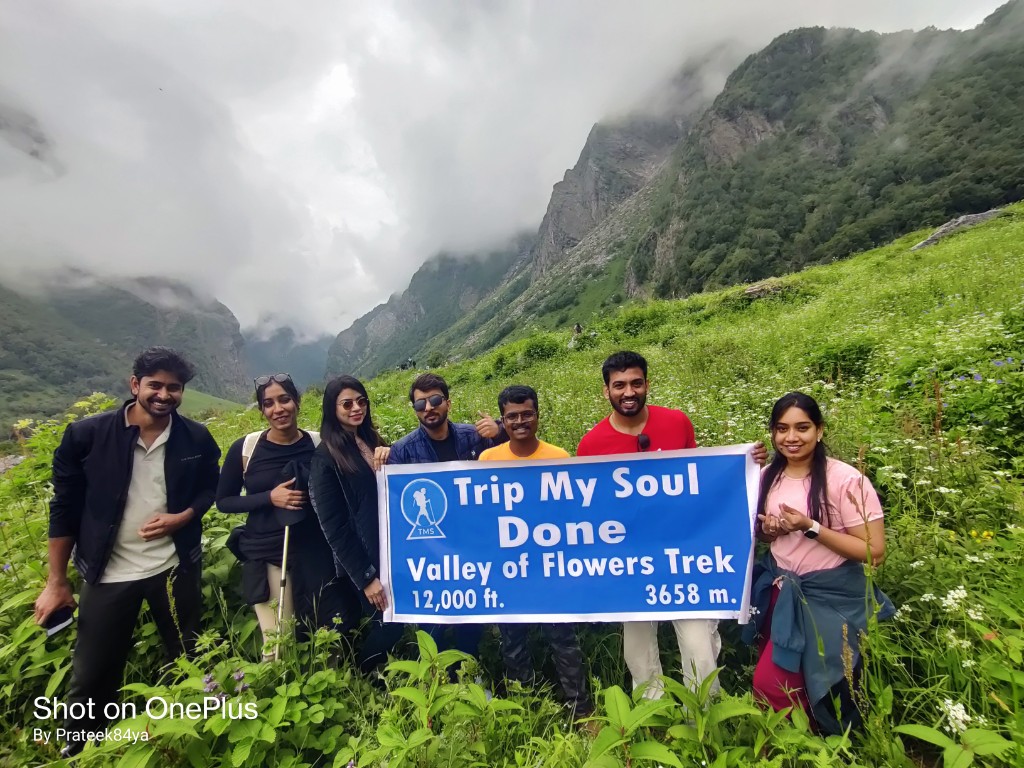 Trip My Soul
TMS
Done
Valley of Flowers Trek
12,000 ft.
3658 m.
Shot on OnePlus
By Prateek84ya